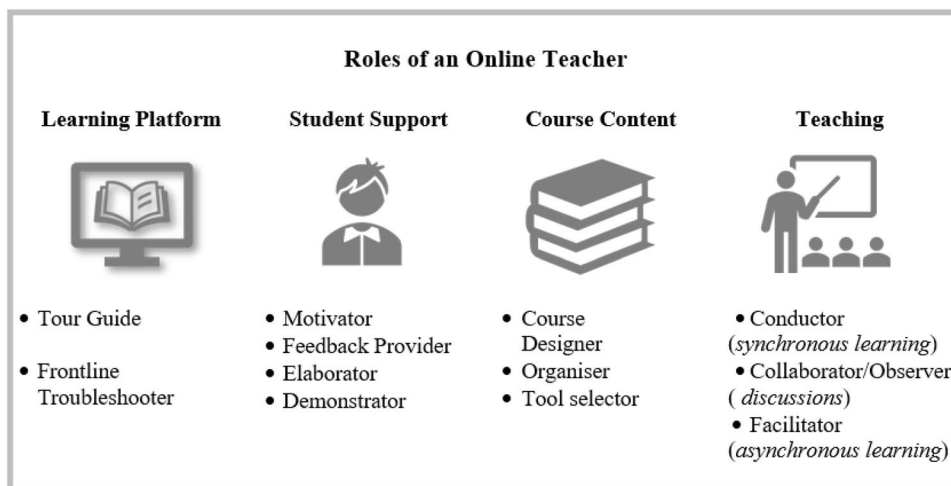 Roles of an Online Teacher
Learning Platform
• Tour Guide
• Frontline
Troubleshooter
Student Support
• Motivator
• Feedback Provider
• Elaborator
• Demonstrator
Course Content
• Course
Designer
• Organiser
• Tool selector
Teaching
• Conductor
(synchronous learning)
• Collaborator/Observer
( discussions)
• Facilitator
(asynchronous learning)